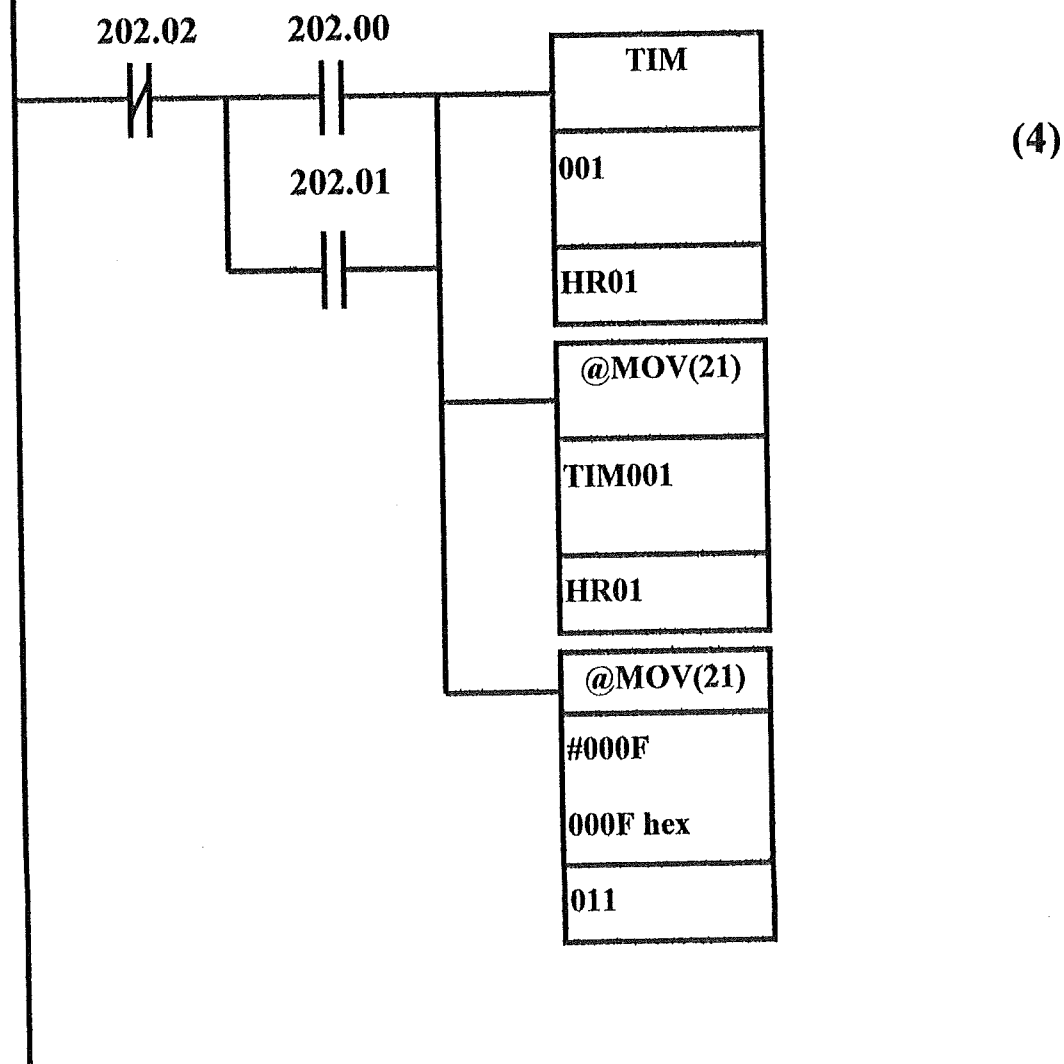 202.02 202.00
TIM
(4)
001
202.01
HR01
@MOV(21)
TIM001
HR01
@MOV(21)
#000F
000F hex
011